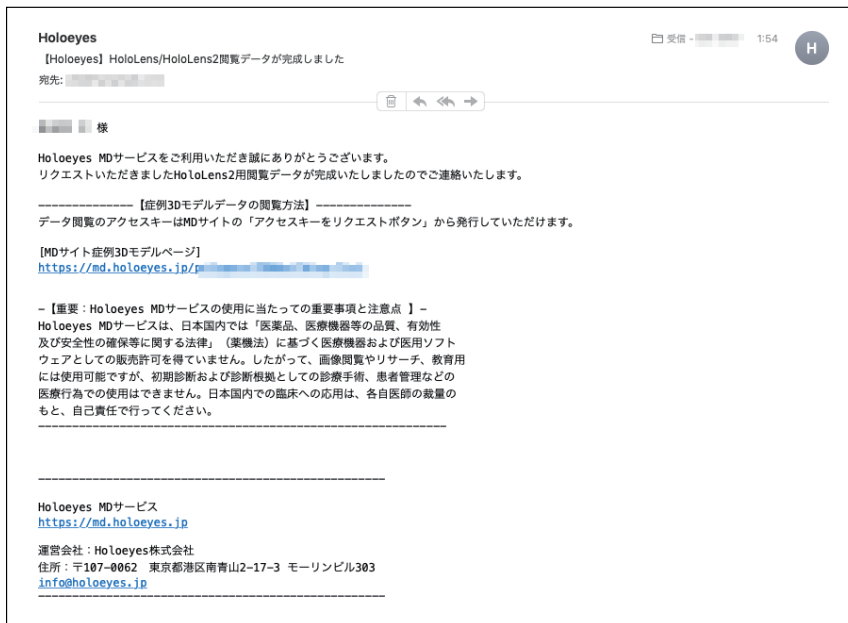 Holoeyes
受信 - 1:54
H
【Holoeyes】HoloLens/HoloLens2閲覧データが完成しました
宛先:
様
Holoeyes MDサービスをご利用いただき誠にありがとうございます。
リクエストいただきましたHoloLens2用閲覧データが完成いたしましたのでご連絡いたします。
--------------【症例3Dモデルデータの閲覧方法】--------------
データ閲覧のアクセスキーはMDサイトの「アクセスキーをリクエストボタン」から発行していただけます。
[MDサイト症例3Dモデルページ]
https://md.holoeyes.jp/p
-【重要：Holoeyes MDサービスの使用に当たっての重要事項と注意点 】-
Holoeyes MDサービスは、日本国内では「医薬品、医療機器等の品質、有効性
及び安全性の確保等に関する法律」（薬機法）に基づく医療機器および医用ソフト
ウェアとしての販売許可を得ていません。したがって、画像閲覧やリサーチ、教育用
には使用可能ですが、初期診断および診断根拠としての診療手術、患者管理などの
医療行為での使用はできません。日本国内での臨床への応用は、各自医師の裁量の
もと、自己責任で行ってください。
------------------------------------------------------------
---------------------------------------------------
Holoeyes MDサービス
https://md.holoeyes.jp
運営会社：Holoeyes株式会社
住所：〒107-0062 東京都港区南青山2-17-3 モーリンビル303
info@holoeyes.jp
---------------------------------------------------